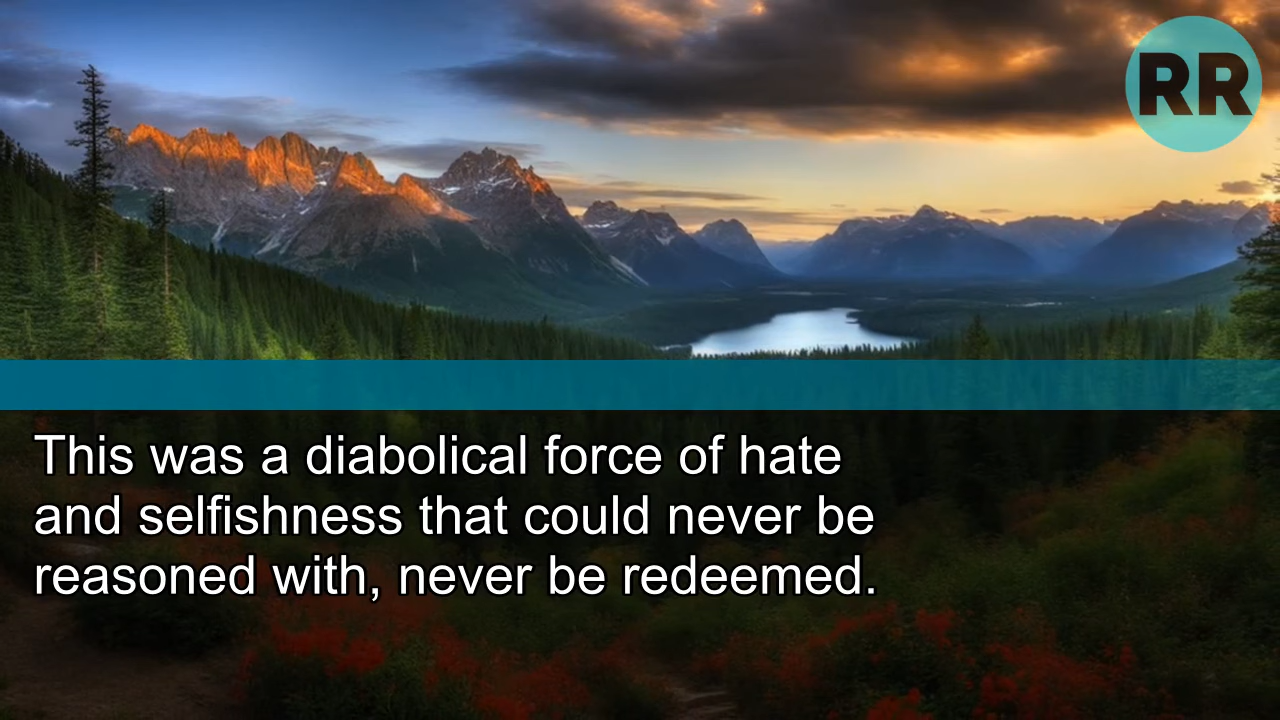 RR
This was a diabolical force of hate
and selfishness that could never be
reasoned with, never be redeemed.